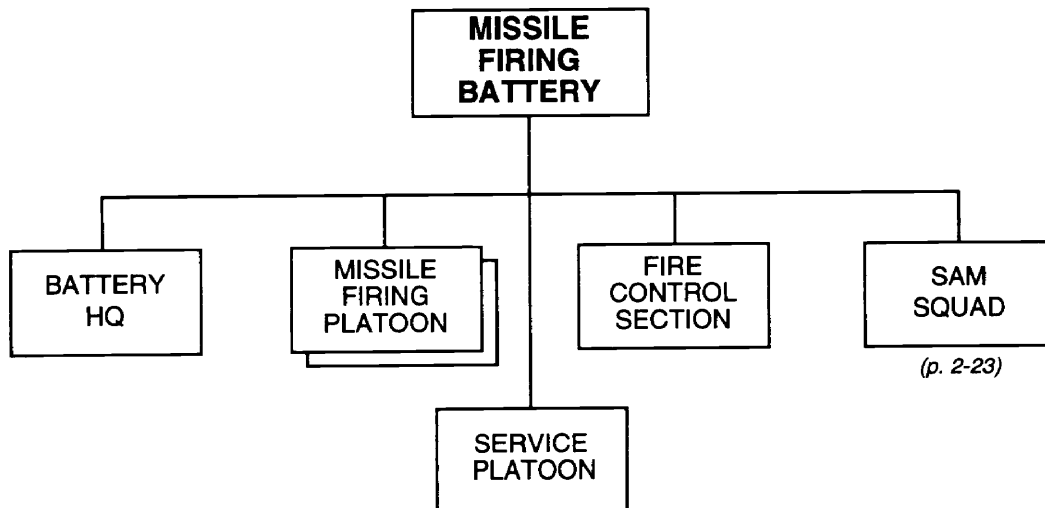 MISSILE
FIRING
BATTERY
BATTERY
HQ
MISSILE
FIRING
PLATOON
FIRE
CONTROL
SECTION
SAM
SQUAD
(p. 2-23)
SERVICE
PLATOON